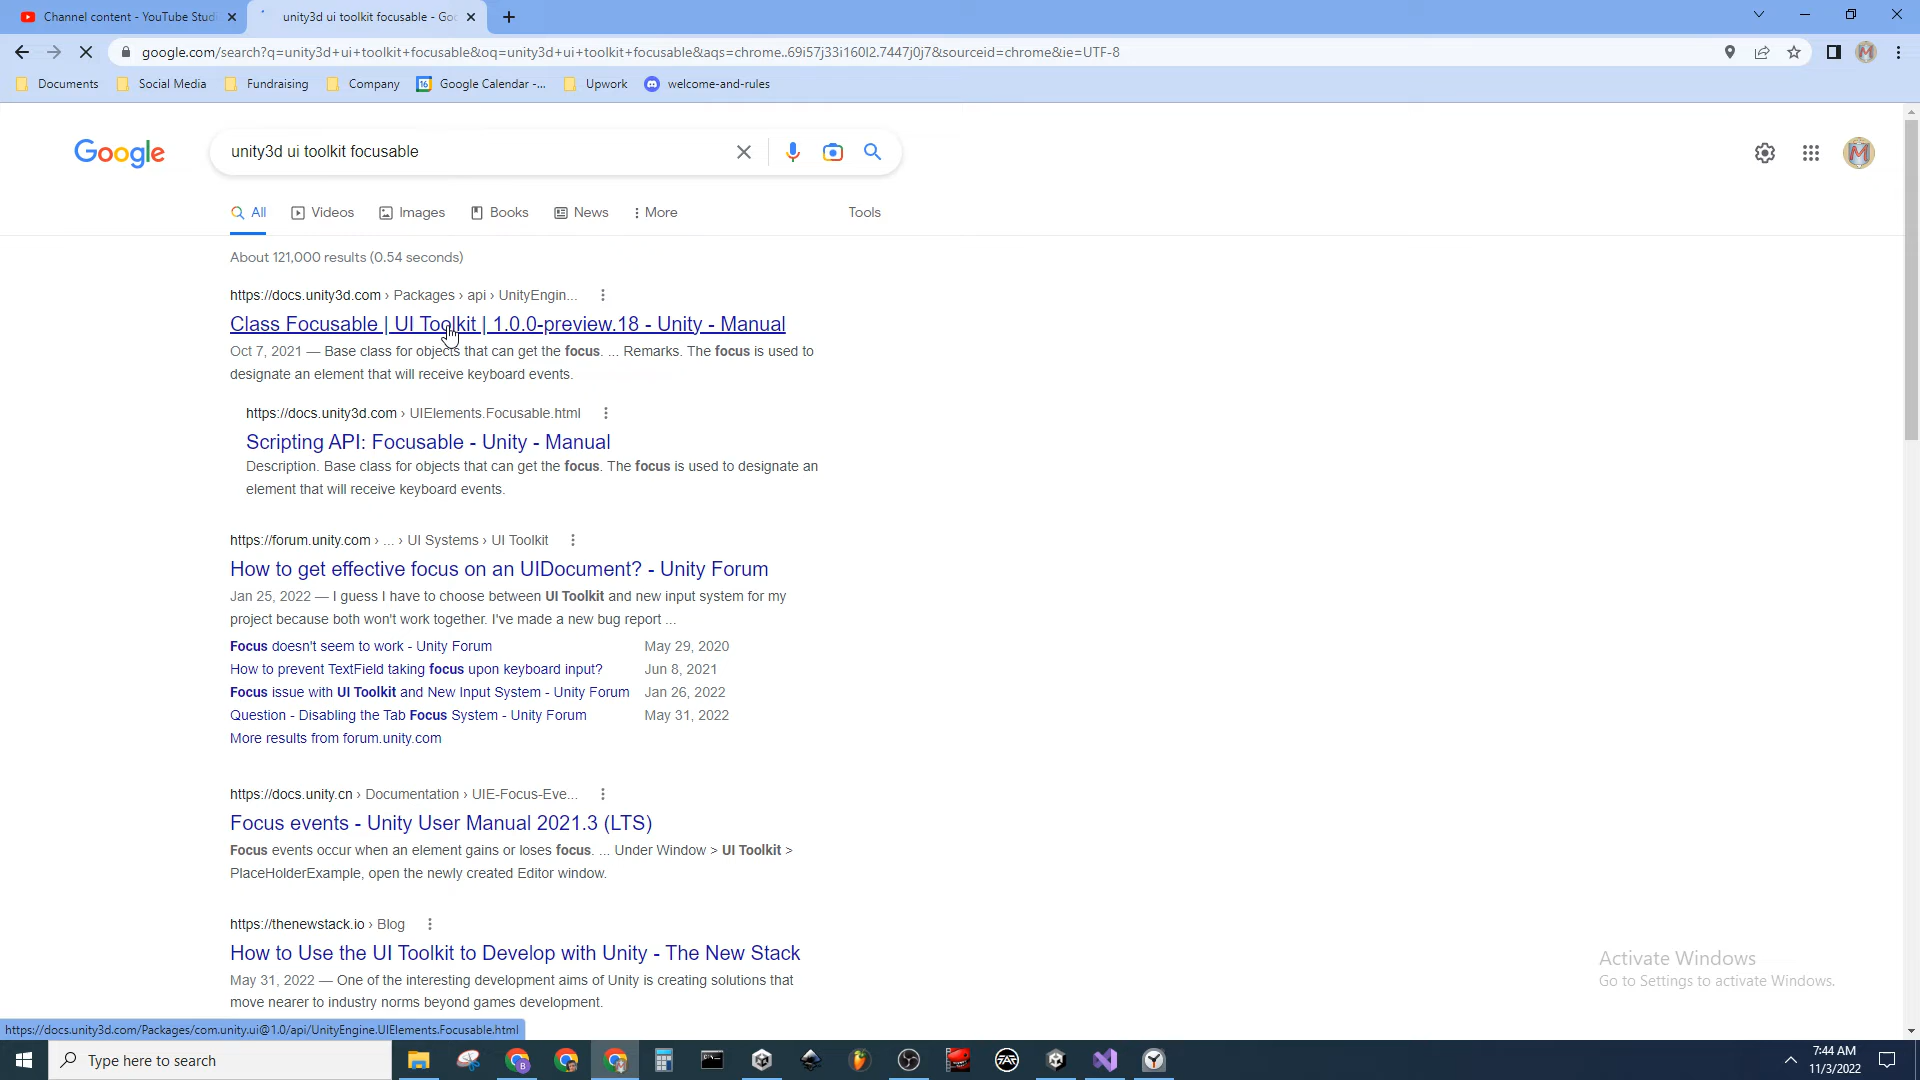 Channel content - YouTube Studi
unity3d ui toolkit focusable - Goo
google.com/search?q=unity3d+ui+toolkit+focusable&oq=unity3d+ui+toolkit+focusable&aqs=chrome..69i57j33i160l2.7447j0j7&sourceid=chrome&ie=UTF-8
Documents Social Media Fundraising Company Google Calendar -... Upwork welcome-and-rules
Google
unity3d ui toolkit focusable
All Videos Images Books News More Tools
About 121,000 results (0.54 seconds)
https://docs.unity3d.com › Packages › api › UnityEngin...
Class Focusable | UI Toolkit | 1.0.0-preview.18 - Unity - Manual
Oct 7, 2021 — Base class for objects that can get the focus. ... Remarks. The focus is used to
designate an element that will receive keyboard events.
https://docs.unity3d.com › UIElements.Focusable.html
Scripting API: Focusable - Unity - Manual
Description. Base class for objects that can get the focus. The focus is used to designate an
element that will receive keyboard events.
https://forum.unity.com › ... › UI Systems › UI Toolkit
How to get effective focus on an UIDocument? - Unity Forum
Jan 25, 2022 — I guess I have to choose between UI Toolkit and new input system for my
project because both won't work together. I've made a new bug report ...
Focus doesn't seem to work - Unity Forum May 29, 2020
How to prevent TextField taking focus upon keyboard input? Jun 8, 2021
Focus issue with UI Toolkit and New Input System - Unity Forum Jan 26, 2022
Question - Disabling the Tab Focus System - Unity Forum May 31, 2022
More results from forum.unity.com
https://docs.unity.cn › Documentation › UIE-Focus-Eve...
Focus events - Unity User Manual 2021.3 (LTS)
Focus events occur when an element gains or loses focus. ... Under Window > UI Toolkit >
PlaceHolderExample, open the newly created Editor window.
https://thenewstack.io › Blog
How to Use the UI Toolkit to Develop with Unity - The New Stack
May 31, 2022 — One of the interesting development aims of Unity is creating solutions that
move nearer to industry norms beyond games development.
Activate Windows
Go to Settings to activate Windows.
https://docs.unity3d.com/Packages/com.unity.ui@1.0/api/UnityEngine.UIElements.Focusable.html
Type here to search
7:44 AM
11/3/2022